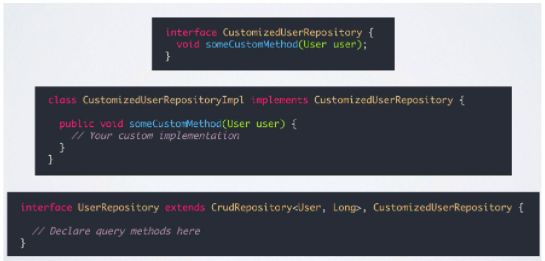 interface CustomizedUserRepository {
  void someCustomMethod(User user);
}
class CustomizedUserRepositoryImpl implements CustomizedUserRepository {
  public void someCustomMethod(User user) {
    // Your custom implementation
  }
}
interface UserRepository extends CrudRepository<User, Long>, CustomizedUserRepository {
  // Declare query methods here
}